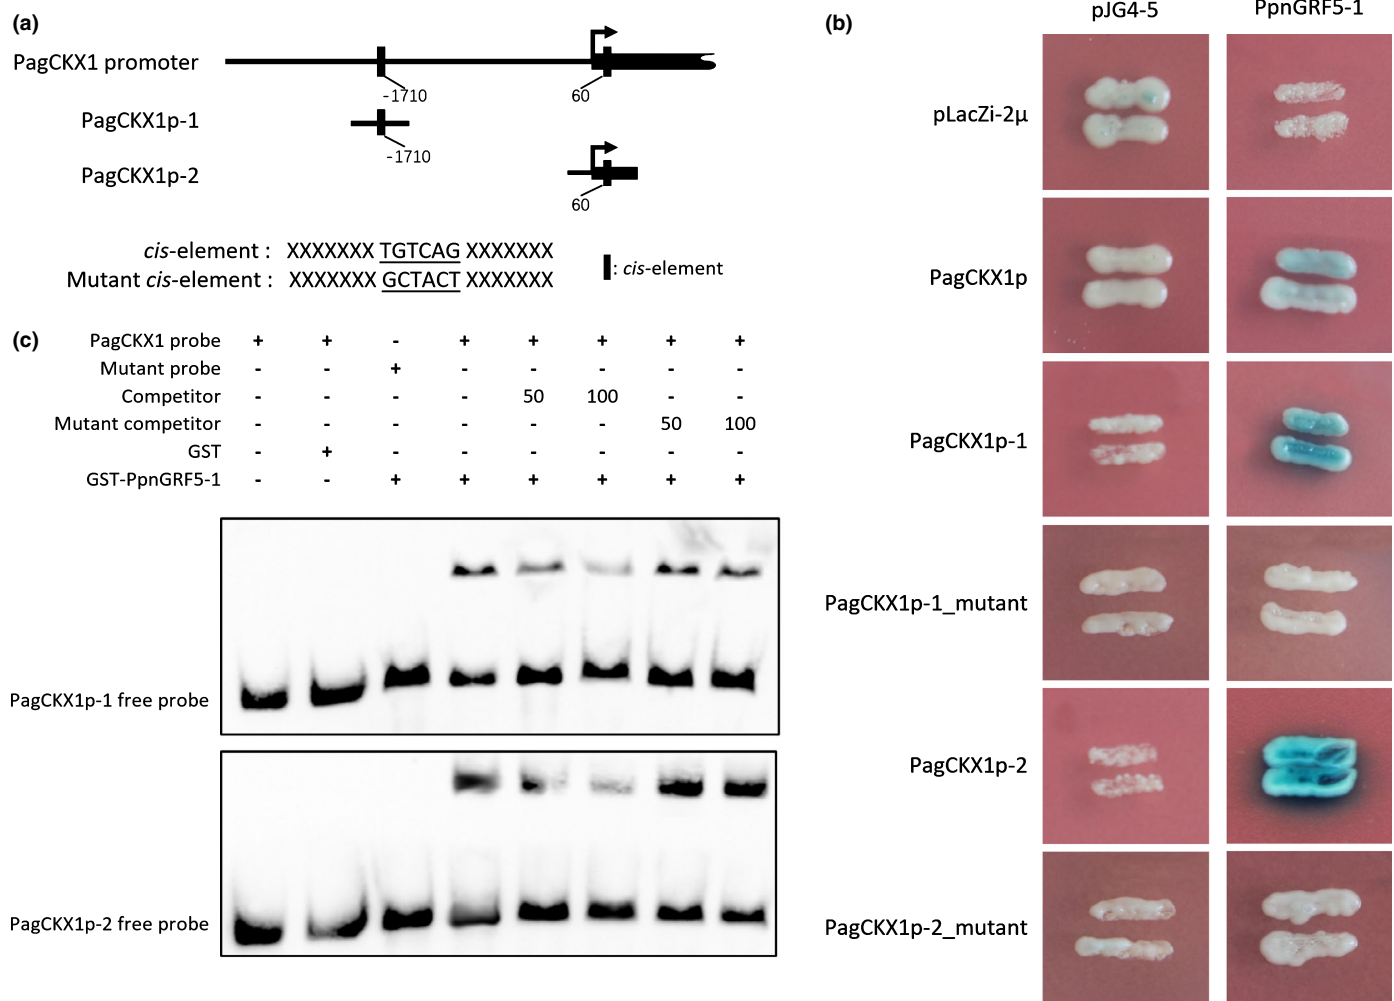 (a)
PagCKX1 promoter
-1710
60
PagCKX1p-1
-1710
PagCKX1p-2
60
cis-element : XXXXXXX TGTCAG XXXXXXX
Mutant cis-element : XXXXXXX GCTACT XXXXXXX
: cis-element
(b)
pJG4-5 PpnGRF5-1
pLacZi-2μ
PagCKX1p
PagCKX1p-1
PagCKX1p-1_mutant
PagCKX1p-2
PagCKX1p-2_mutant
(c)
PagCKX1 probe + + - + + + + +
Mutant probe - - + - - - - -
Competitor - - - - 50 100 - -
Mutant competitor - - - - - - 50 100
GST - + - - - - - -
GST-PpnGRF5-1 - - + + + + + +
PagCKX1p-1 free probe
PagCKX1p-2 free probe